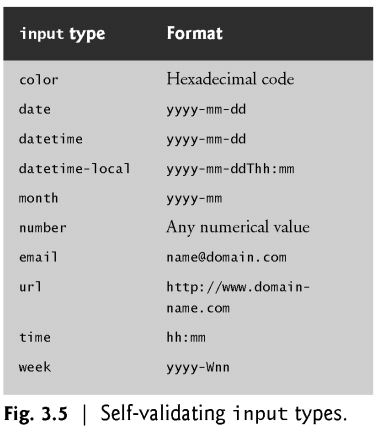 input type Format
color Hexadecimal code
date yyyy-mm-dd
datetime yyyy-mm-dd
datetime-local yyyy-mm-ddThh:mm
month yyyy-mm
number Any numerical value
email name@domain.com
url http://www.domain-
name.com
time hh:mm
week yyyy-Wnn
Fig. 3.5 | Self-validating input types.